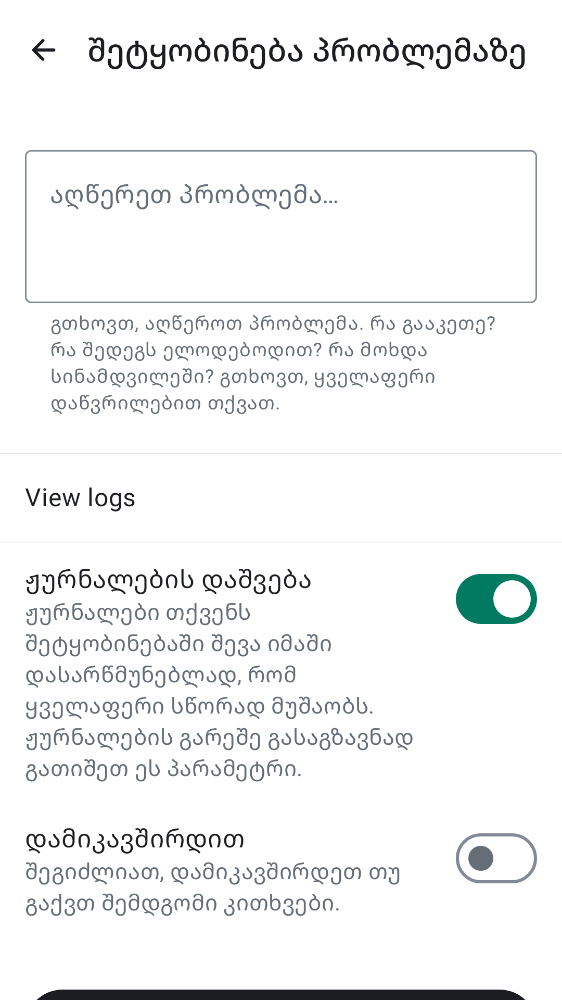 შეტყობინება პრობლემაზე
აღწერეთ პრობლემა...
გთხოვთ, აღწეროთ პრობლემა. რა გააკეთე?
რა შედეგს ელოდებოდით? რა მოხდა
სინამდვილეში? გთხოვთ, ყველაფერი
დაწვრილებით თქვათ.
View logs
ჟურნალების დაშვება
ჟურნალები თქვენს
შეტყობინებაში შევა იმაში
დასარწმუნებლად, რომ
ყველაფერი სწორად მუშაობს.
ჟურნალების გარეშე გასაგზავნად
გათიშეთ ეს პარამეტრი.
დამიკავშირდით
შეგიძლიათ, დამიკავშირდეთ თუ
გაქვთ შემდგომი კითხვები.